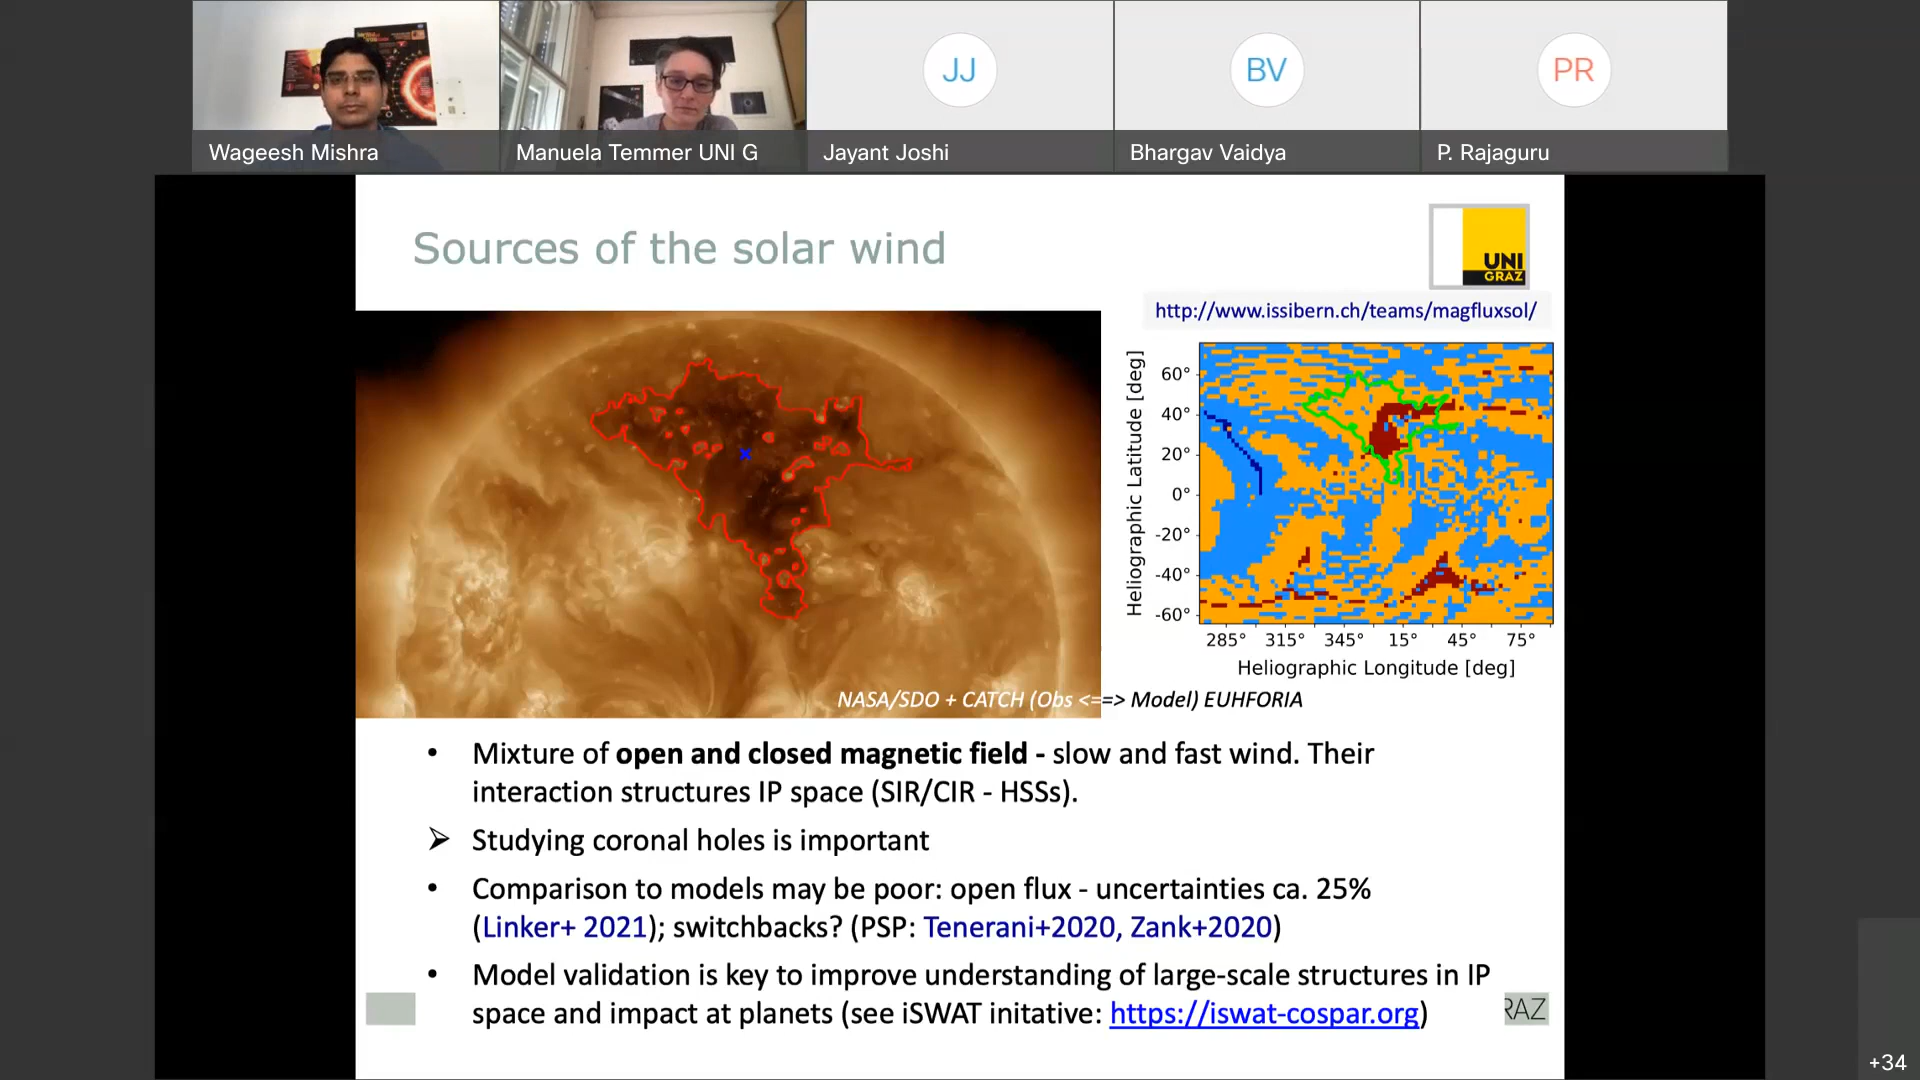 JJ
BV
PR
Wageesh Mishra
Manuela Temmer UNI G
Jayant Joshi
Bhargav Vaidya
P. Rajaguru
Sources of the solar wind
UNI
GRAZ
http://www.issibern.ch/teams/magfluxsol/
Heliographic Latitude [deg]
60°
40°
20°
0°
-20°
-40°
-60°
285° 315° 345° 15° 45° 75°
Heliographic Longitude [deg]
NASA/SDO + CATCH (Obs <==> Model) EUHFORIA
• Mixture of open and closed magnetic field - slow and fast wind. Their
interaction structures IP space (SIR/CIR - HSSs).
➢ Studying coronal holes is important
• Comparison to models may be poor: open flux - uncertainties ca. 25%
(Linker+ 2021); switchbacks? (PSP: Tenerani+2020, Zank+2020)
• Model validation is key to improve understanding of large-scale structures in IP
space and impact at planets (see iSWAT initative: https://iswat-cospar.org)
RAZ
+34